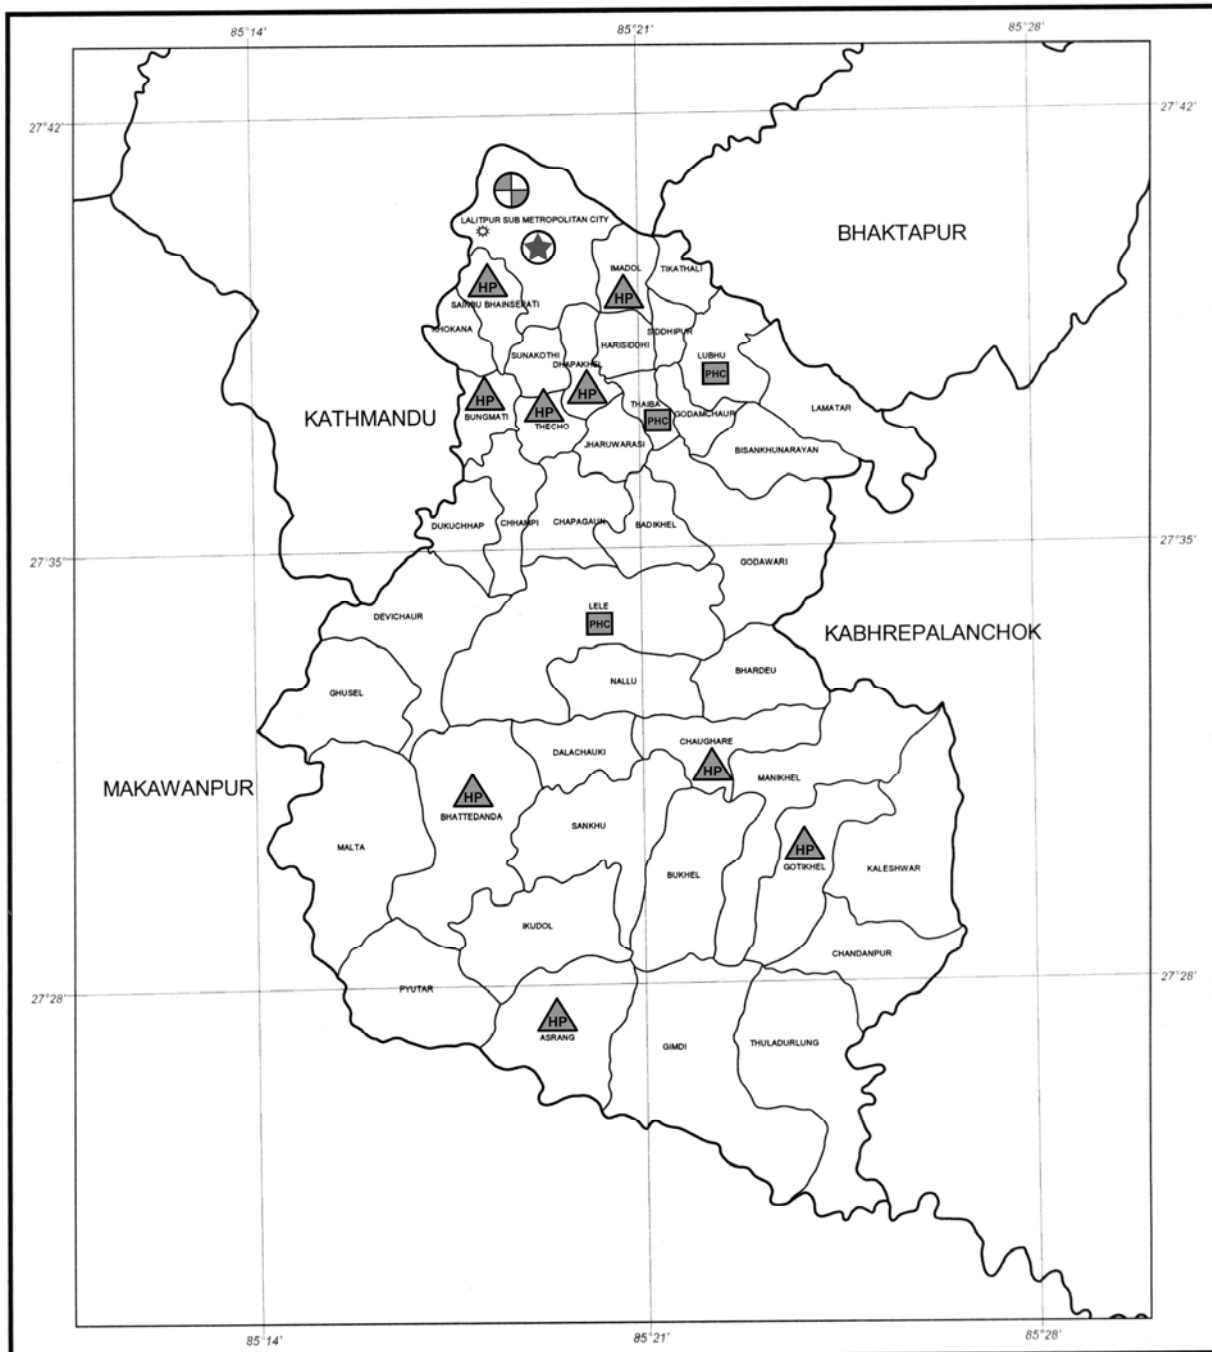 85°14' 85°21' 85°28'
27°42' 27°42'
LALITPUR SUB METROPOLITAN CITY
BHAKTAPUR
IMADOL TIKATHALI
HP HP
SAINBU BHAINSEPATI
KHOKANA SIDDHIPUR
HARISIDDHI
SUNAKOTHI LUBHU
DHAPAKHEL PHC
HP HP
HP
THAIBA LAMATAR
KATHMANDU BUNGMATI PHC GODAMCHAUR
THECHO
JHARUWARASI BISANKHUNARAYAN
DUKUCHHAP CHHAMPI CHAPAGAUN BADIKHEL
27°35' 27°35'
GODAWARI
LELE
DEVICHAUR PHC
KABHREPALANCHOK
BHARDEU
NALLU
GHUSEL
CHAUGHARE
DALACHAUKI
HP MANIKHEL
MAKAWANPUR
HP
BHATTEDANDA
SANKHU
MALTA HP
GOTIKHEL KALESHWAR
BUKHEL
IKUDOL
CHANDANPUR
27°28' 27°28'
PYUTAR
HP
ASRANG
GIMDI THULADURLUNG
85°14' 85°21' 85°28'